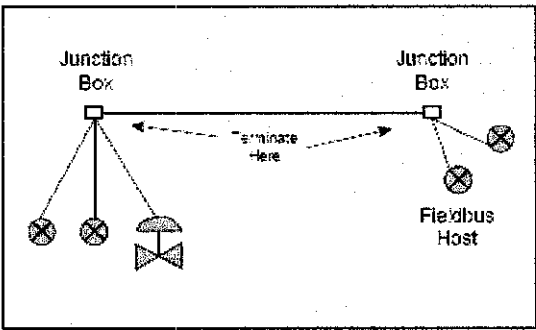 Junction
Box
Junction
Box
Terminate
Here
Fieldbus
Host